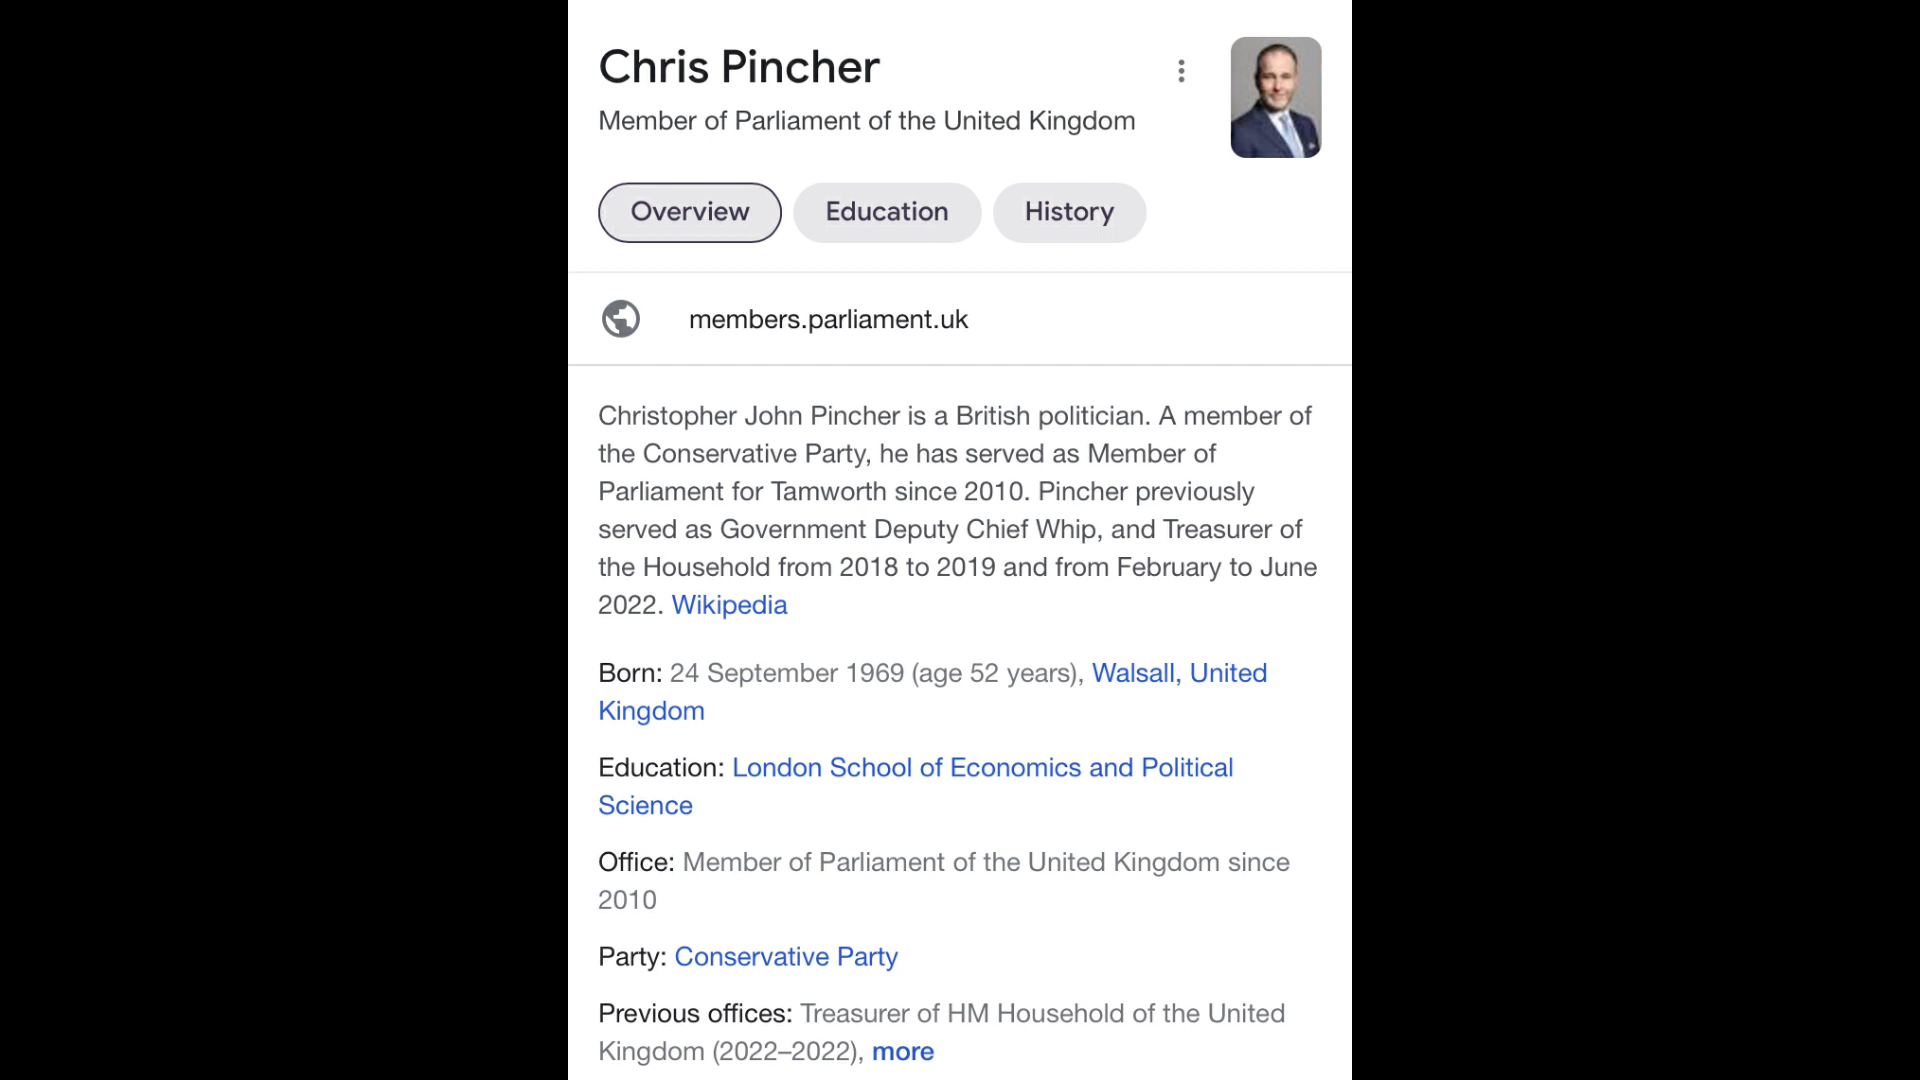 Chris Pincher
Member of Parliament of the United Kingdom
Overview
Education
History
members.parliament.uk
Christopher John Pincher is a British politician. A member of
the Conservative Party, he has served as Member of
Parliament for Tamworth since 2010. Pincher previously
served as Government Deputy Chief Whip, and Treasurer of
the Household from 2018 to 2019 and from February to June
2022. Wikipedia
Born: 24 September 1969 (age 52 years), Walsall, United
Kingdom
Education: London School of Economics and Political
Science
Office: Member of Parliament of the United Kingdom since
2010
Party: Conservative Party
Previous offices: Treasurer of HM Household of the United
Kingdom (2022–2022), more